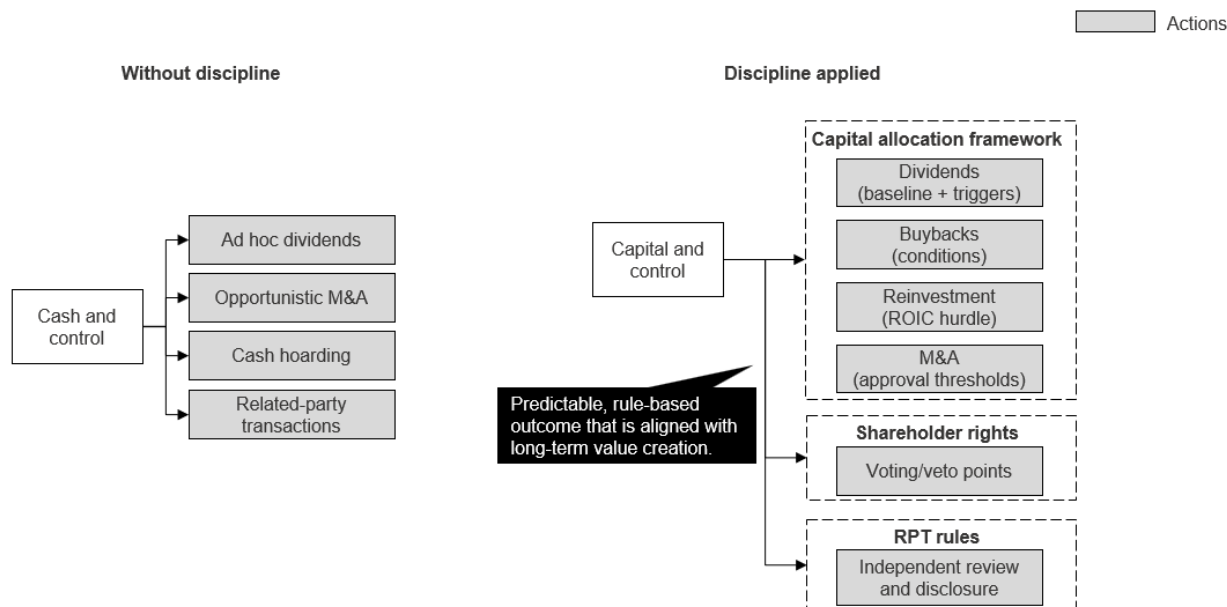 Actions
Without discipline
Discipline applied
Cash and
control
Ad hoc dividends
Opportunistic M&A
Cash hoarding
Related-party
transactions
Capital and
control
Predictable, rule-based
outcome that is aligned with
long-term value creation.
Capital allocation framework
Dividends
(baseline + triggers)
Buybacks
(conditions)
Reinvestment
(ROIC hurdle)
M&A
(approval thresholds)
Shareholder rights
Voting/veto points
RPT rules
Independent review
and disclosure